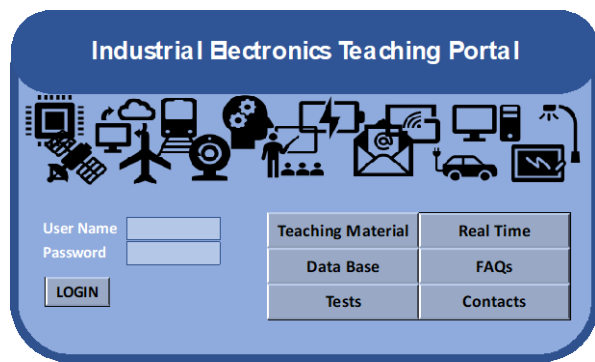 Industrial Electronics Teaching Portal
@
User Name
Password
LOGIN
Teaching Material Real Time
Data Base FAQs
Tests Contacts